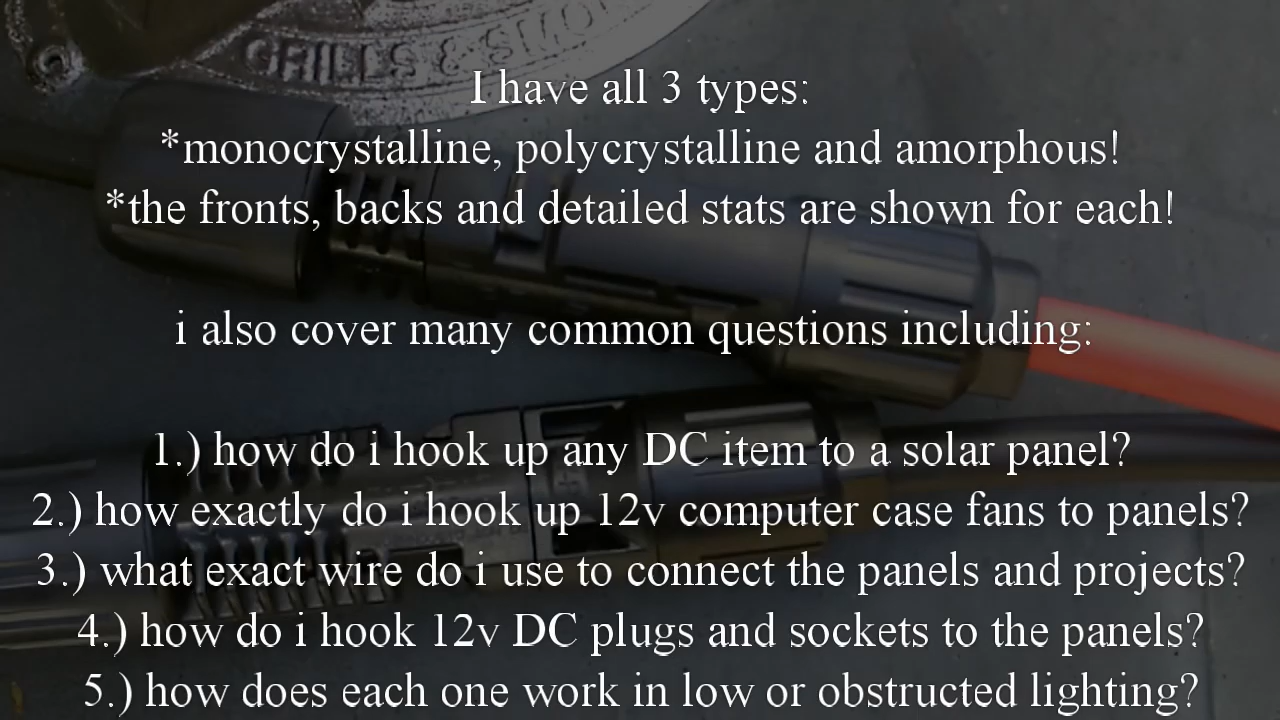 GRILLS &
I have all 3 types:
*monocrystalline, polycrystalline and amorphous!
*the fronts, backs and detailed stats are shown for each!
i also cover many common questions including:
1.) how do i hook up any DC item to a solar panel?
2.) how exactly do i hook up 12v computer case fans to panels?
3.) what exact wire do i use to connect the panels and projects?
4.) how do i hook 12v DC plugs and sockets to the panels?
5.) how does each one work in low or obstructed lighting?